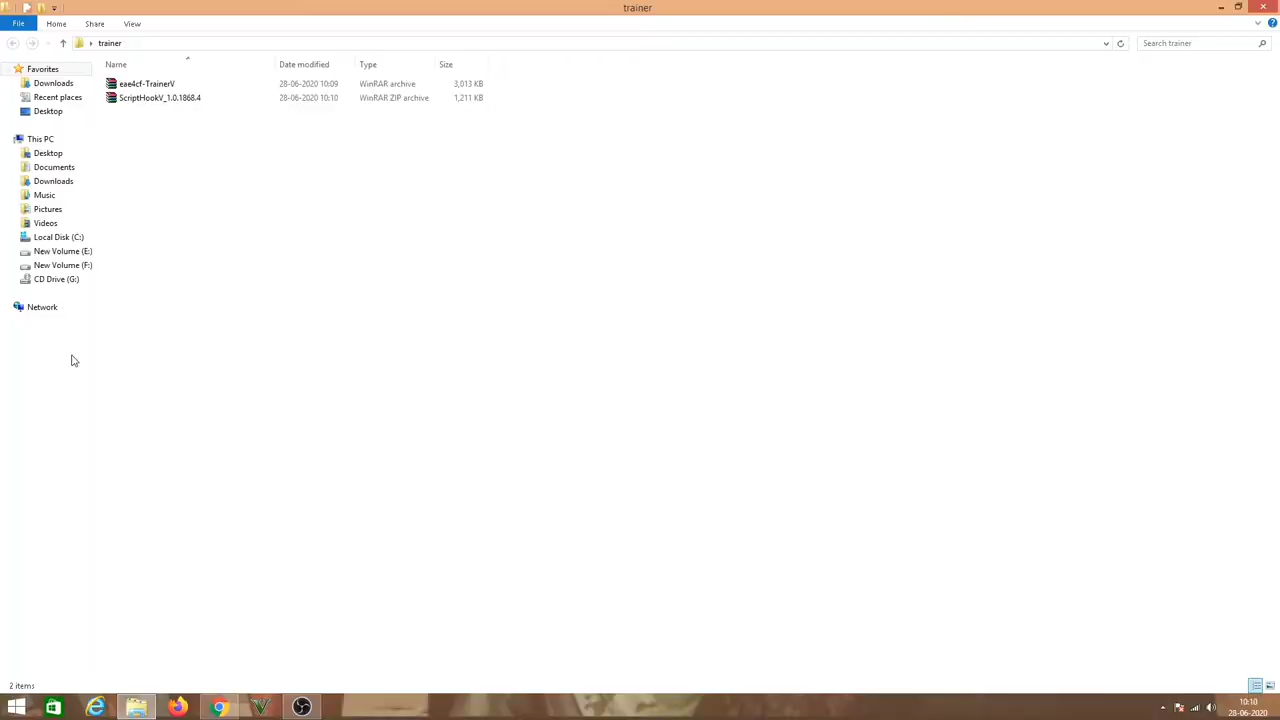 trainer
File Home Share View
trainer Search trainer
Name Date modified Type Size
Favorites
eae4cf-TrainerV 28-06-2020 10:09 WinRAR archive 3,013 KB
Downloads
ScriptHookV_1.0.1868.4 28-06-2020 10:10 WinRAR ZIP archive 1,211 KB
Recent places
Desktop
This PC
Desktop
Documents
Downloads
Music
Pictures
Videos
Local Disk (C:)
New Volume (E:)
New Volume (F:)
CD Drive (G:)
Network
2 items
10:10
28-06-2020